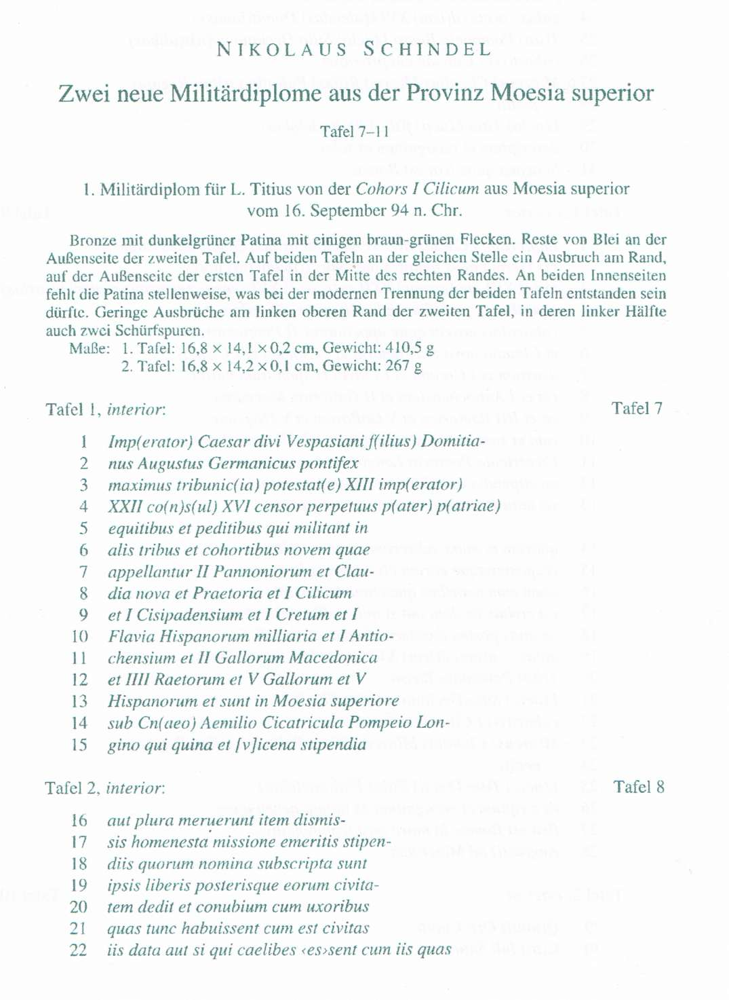 NIKOLAUS SCHINDEL
Zwei neue Militärdiplome aus der Provinz Moesia superior
Tafel 7–11
1. Militärdiplom für L. Titius von der Cohors I Cilicum aus Moesia superior
vom 16. September 94 n. Chr.
Bronze mit dunkelgrüner Patina mit einigen braun-grünen Flecken. Reste von Blei an der
Außenseite der zweiten Tafel. Auf beiden Tafeln an der gleichen Stelle ein Ausbruch am Rand,
auf der Außenseite der ersten Tafel in der Mitte des rechten Randes. An beiden Innenseiten
fehlt die Patina stellenweise, was bei der modernen Trennung der beiden Tafeln entstanden sein
dürfte. Geringe Ausbrüche am linken oberen Rand der zweiten Tafel, in deren linker Hälfte
auch zwei Schürfspuren.
Maße: 1. Tafel: 16,8 × 14,1 × 0,2 cm, Gewicht: 410,5 g
2. Tafel: 16,8 × 14,2 × 0,1 cm, Gewicht: 267 g
Tafel 1, interior: Tafel 7
1 Imp(erator) Caesar divi Vespasiani f(ilius) Domitia-
2 nus Augustus Germanicus pontifex
3 maximus tribunic(ia) potestat(e) XIII imp(erator)
4 XXII co(n)s(ul) XVI censor perpetuus p(ater) p(atriae)
5 equitibus et peditibus qui militant in
6 alis tribus et cohortibus novem quae
7 appellantur II Pannoniorum et Clau-
8 dia nova et Praetoria et I Cilicum
9 et I Cisipadensium et I Cretum et I
10 Flavia Hispanorum milliaria et I Antio-
11 chensium et II Gallorum Macedonica
12 et IIII Raetorum et V Gallorum et V
13 Hispanorum et sunt in Moesia superiore
14 sub Cn(aeo) Aemilio Cicatricula Pompeio Lon-
15 gino qui quina et [v]icena stipendia
Tafel 2, interior: Tafel 8
16 aut plura meruerunt item dismis-
17 sis homenesta missione emeritis stipen-
18 diis quorum nomina subscripta sunt
19 ipsis liberis posterisque eorum civita-
20 tem dedit et conubium cum uxoribus
21 quas tunc habuissent cum est civitas
22 iis data aut si qui caelibes ‹es›sent cum iis quas